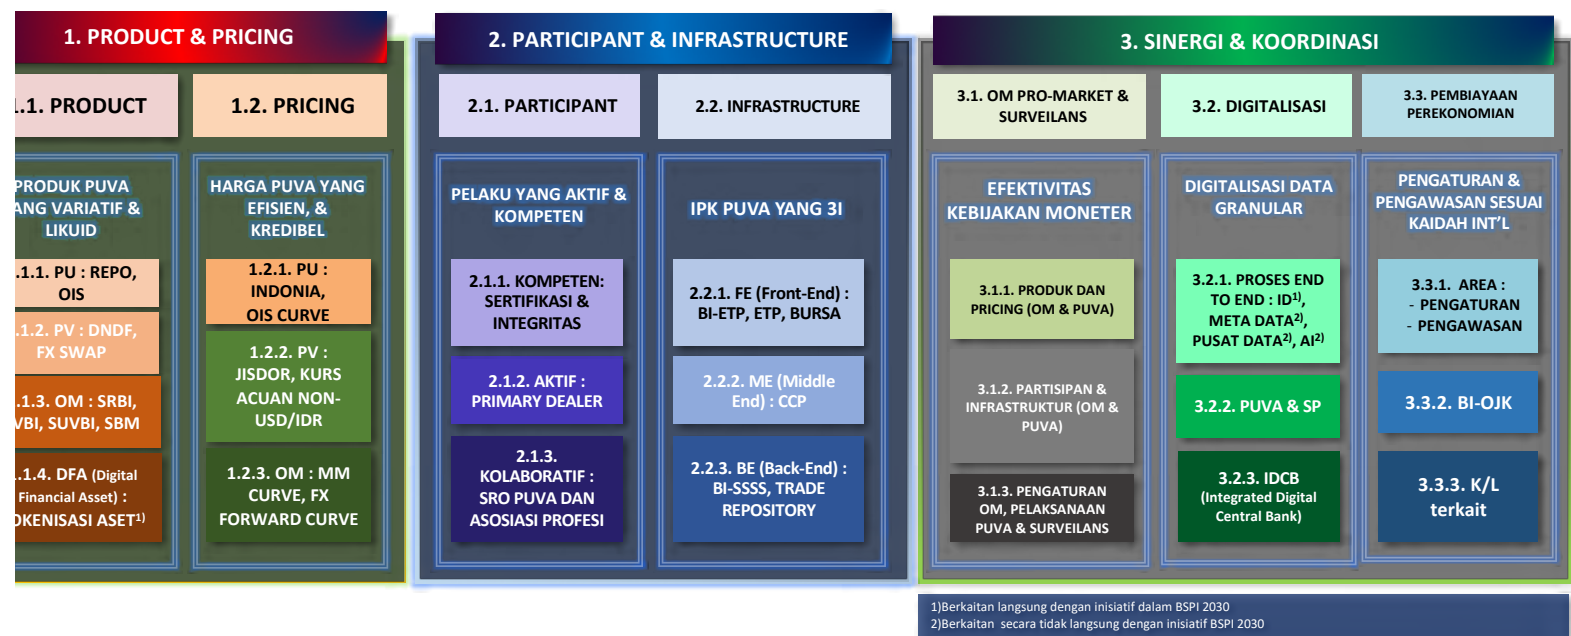 1. PRODUCT & PRICING
.1. PRODUCT
1.2. PRICING
PRODUK PUVA
ANG VARIATIF &
LIKUID
HARGA PUVA YANG
EFISIEN, &
KREDIBEL
.1.1. PU : REPO,
OIS
.1.2. PV : DNDF,
FX SWAP
.1.3. OM : SRBI,
VBI, SUVBI, SBM
.1.4. DFA (Digital
Financial Asset) :
OKENISASI ASET1)
1.2.1. PU :
INDONIA,
OIS CURVE
1.2.2. PV :
JISDOR, KURS
ACUAN NON-
USD/IDR
1.2.3. OM : MM
CURVE, FX
FORWARD CURVE
2. PARTICIPANT & INFRASTRUCTURE
2.1. PARTICIPANT
2.2. INFRASTRUCTURE
PELAKU YANG AKTIF &
KOMPETEN
IPK PUVA YANG 3I
2.1.1. KOMPETEN:
SERTIFIKASI &
INTEGRITAS
2.1.2. AKTIF :
PRIMARY DEALER
2.1.3.
KOLABORATIF :
SRO PUVA DAN
ASOSIASI PROFESI
2.2.1. FE (Front-End) :
BI-ETP, ETP, BURSA
2.2.2. ME (Middle
End) : CCP
2.2.3. BE (Back-End) :
BI-SSSS, TRADE
REPOSITORY
3. SINERGI & KOORDINASI
3.1. OM PRO-MARKET &
SURVEILANS
3.2. DIGITALISASI
3.3. PEMBIAYAAN
PEREKONOMIAN
EFEKTIVITAS
KEBIJAKAN MONETER
DIGITALISASI DATA
GRANULAR
PENGATURAN &
PENGAWASAN SESUAI
KAIDAH INT'L
3.1.1. PRODUK DAN
PRICING (OM & PUVA)
3.1.2. PARTISIPAN &
INFRASTRUKTUR (OM &
PUVA)
3.1.3. PENGATURAN
OM, PELAKSANAAN
PUVA & SURVEILANS
3.2.1. PROSES END
TO END : ID1),
META DATA2),
PUSAT DATA2), AI2)
3.2.2. PUVA & SP
3.2.3. IDCB
(Integrated Digital
Central Bank)
3.3.1. AREA :
- PENGATURAN
- PENGAWASAN
3.3.2. BI-OJK
3.3.3. K/L
terkait
1)Berkaitan langsung dengan inisiatif dalam BSPI 2030
2)Berkaitan secara tidak langsung dengan inisiatif BSPI 2030